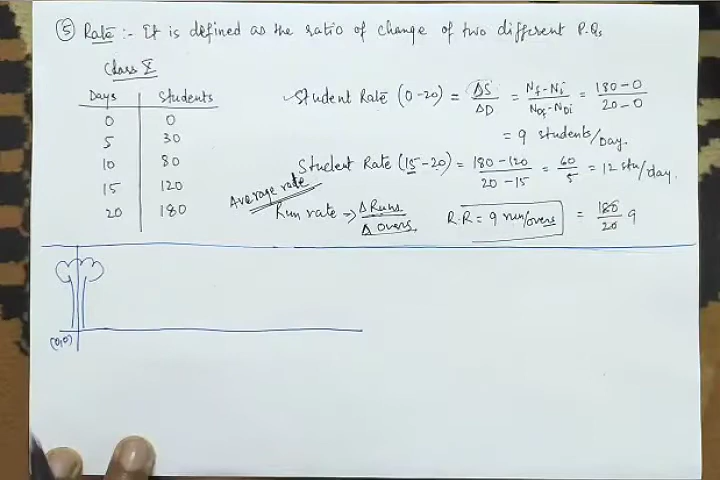 ⑤ Rate :- It is defined as the ratio of change of two different P.Qs
Class X
Days Students
0 0
5 30
10 80
15 120
20 180
Student Rate (0-20) = ΔS/ΔD = (Nf - Ni)/(NDf - NDi) = (180-0)/(20-0)
= 9 students/Day.
Student Rate (15-20) = (180-120)/(20-15) = 60/5 = 12 stu/day.
Average rate
Run rate → ΔRuns/ΔOvers R.R = 9 run/overs = 180/20 9
(0,0)